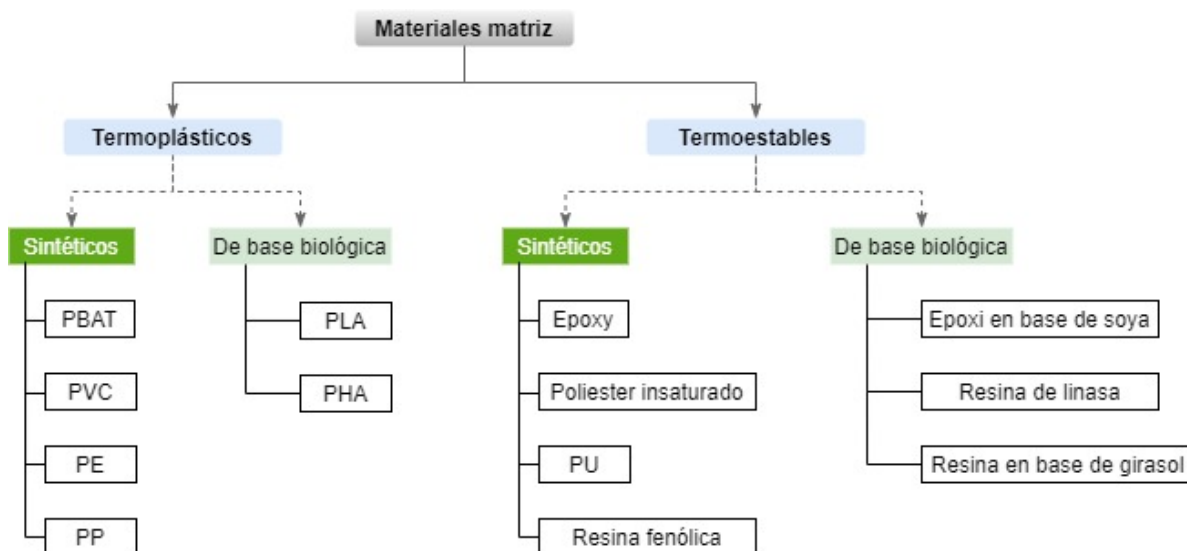 Materiales matriz
Termoplásticos
Termoestables
Sintéticos
De base biológica
Sintéticos
De base biológica
PBAT
PLA
Epoxy
Epoxi en base de soya
PVC
PHA
Poliester insaturado
Resina de linasa
PE
PU
Resina en base de girasol
PP
Resina fenólica